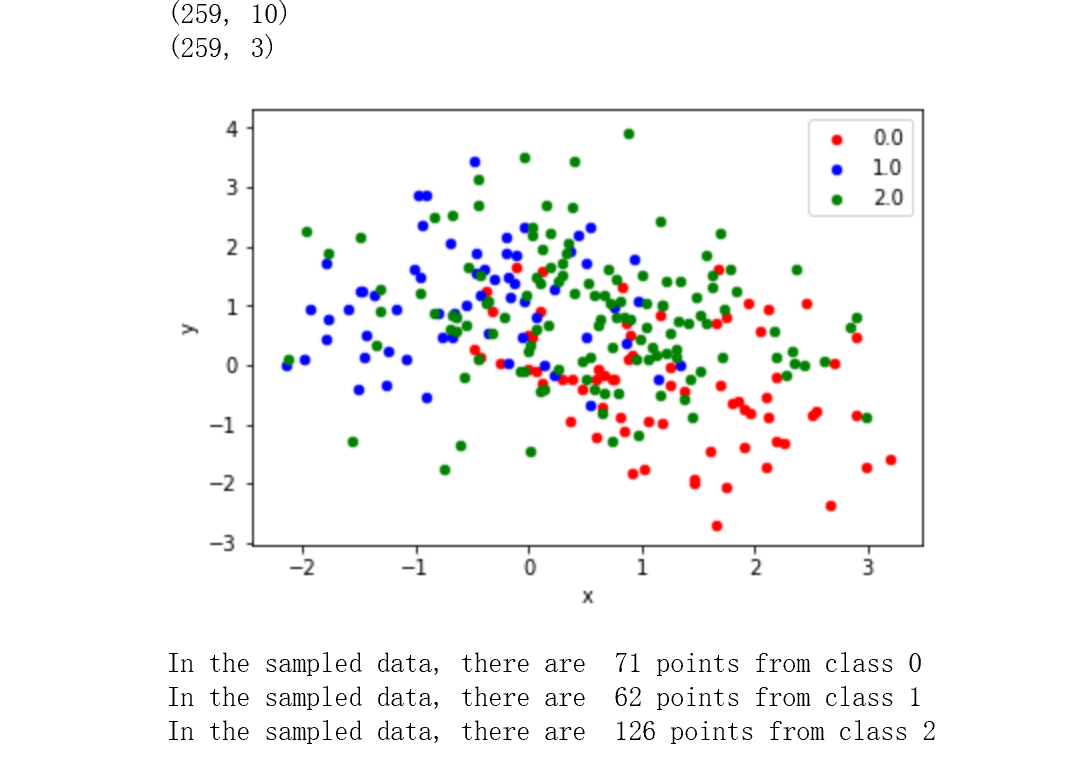 (259, 10)
(259, 3)
4
3
2
1
0
−1
−2
−3
y
0.0
1.0
2.0
−2 −1 0 1 2 3
x
In the sampled data, there are  71 points from class 0
In the sampled data, there are  62 points from class 1
In the sampled data, there are  126 points from class 2